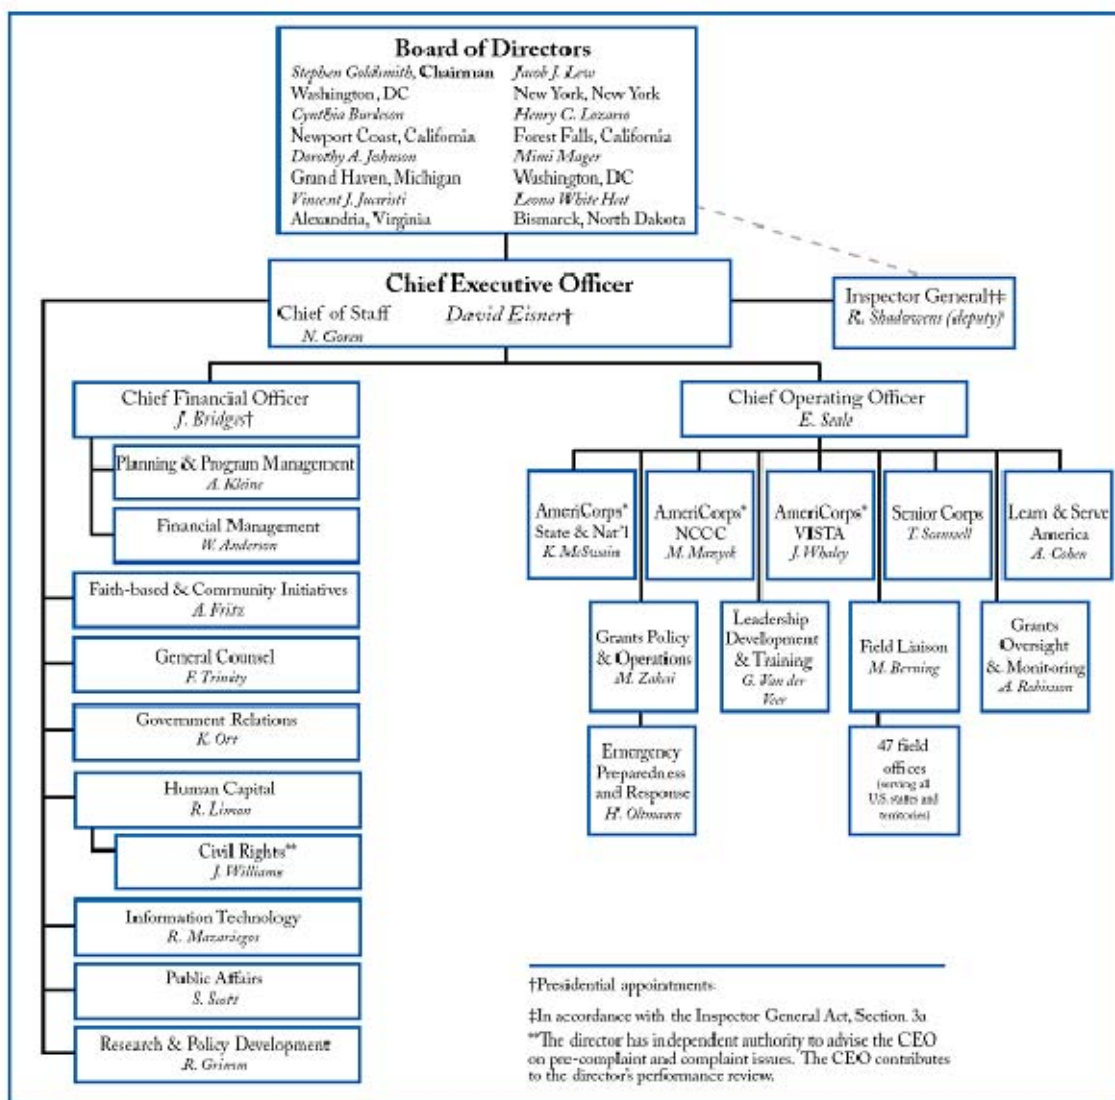 Board of Directors
Stephen Goldsmith, Chairman
Washington, DC
Cynthia Burleson
Newport Coast, California
Dorothy A. Johnson
Grand Haven, Michigan
Vincent J. Jucaristi
Alexandria, Virginia
Jacob J. Lew
New York, New York
Henry C. Lozano
Forest Falls, California
Mimi Mager
Washington, DC
Leona White Hat
Bismarck, North Dakota
Chief Executive Officer
David Eisner†
Chief of Staff
N. Goren
Inspector General†‡
R. Shadowens (deputy)
Chief Financial Officer
J. Bridges†
Planning & Program Management
A. Kleine
Financial Management
W. Anderson
Faith-based & Community Initiatives
A. Fritz
General Counsel
F. Trinity
Government Relations
K. Orr
Human Capital
R. Limon
Civil Rights**
J. Williams
Information Technology
R. Mazariegos
Public Affairs
S. Scott
Research & Policy Development
R. Grimm
Chief Operating Officer
E. Seale
AmeriCorps*
State & Nat'l
K. McSwain
AmeriCorps*
NCCC
M. Mazyck
AmeriCorps*
VISTA
J. Whaley
Senior Corps
T. Scannell
Learn & Serve
America
A. Cohen
Grants Policy
& Operations
M. Zakai
Leadership
Development
& Training
G. Van der
Veer
Field Liaison
M. Berning
Grants
Oversight
& Monitoring
A. Robinson
Emergency
Preparedness
and Response
H. Oltmann
47 field
offices
(serving all
U.S. states and
territories)
†Presidential appointments
‡In accordance with the Inspector General Act, Section 3a
**The director has independent authority to advise the CEO
on pre-complaint and complaint issues. The CEO contributes
to the director's performance review.